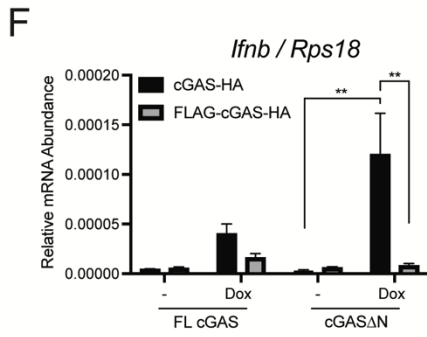 F
Ifnb / Rps18
Relative mRNA Abundance
0.00020
0.00015
0.00010
0.00005
0.00000
cGAS-HA
FLAG-cGAS-HA
**
**
- Dox - Dox
FL cGAS cGASΔN